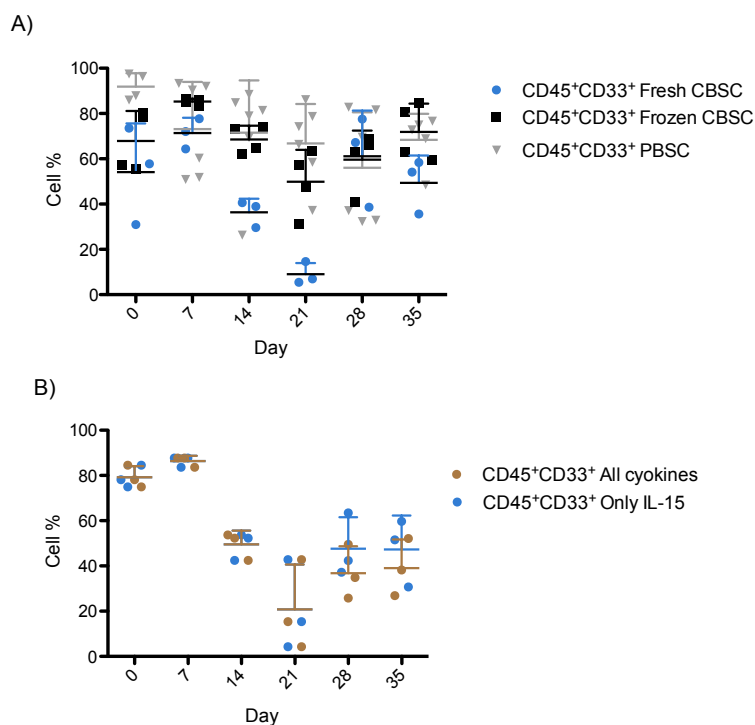 A)
100
80
60
40
20
0
Cell %
0 7 14 21 28 35
Day
CD45⁺CD33⁺ Fresh CBSC
CD45⁺CD33⁺ Frozen CBSC
CD45⁺CD33⁺ PBSC
B)
100
80
60
40
20
0
Cell %
0 7 14 21 28 35
Day
CD45⁺CD33⁺ All cyokines
CD45⁺CD33⁺ Only IL-15